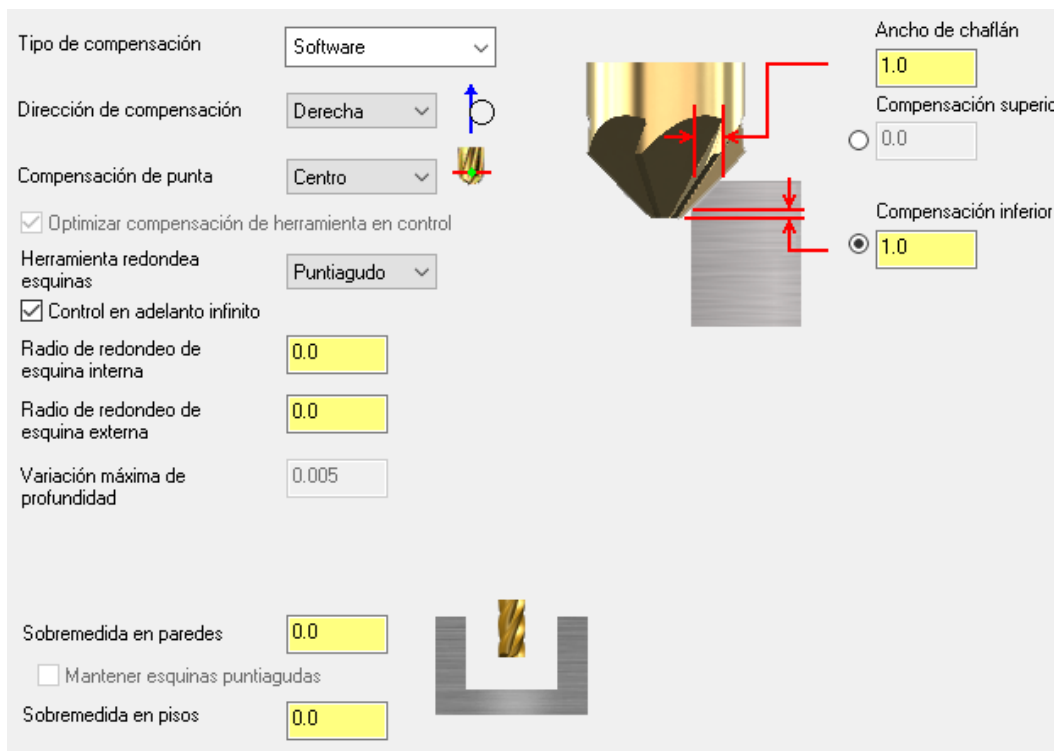 Tipo de compensación
Software
Dirección de compensación
Derecha
Compensación de punta
Centro
Optimizar compensación de herramienta en control
Herramienta redondea
esquinas
Puntiagudo
Control en adelanto infinito
Radio de redondeo de
esquina interna
0.0
Radio de redondeo de
esquina externa
0.0
Variación máxima de
profundidad
0.005
Sobremedida en paredes
0.0
Mantener esquinas puntiagudas
Sobremedida en pisos
0.0
Ancho de chaflán
1.0
Compensación superio
0.0
Compensación inferior
1.0